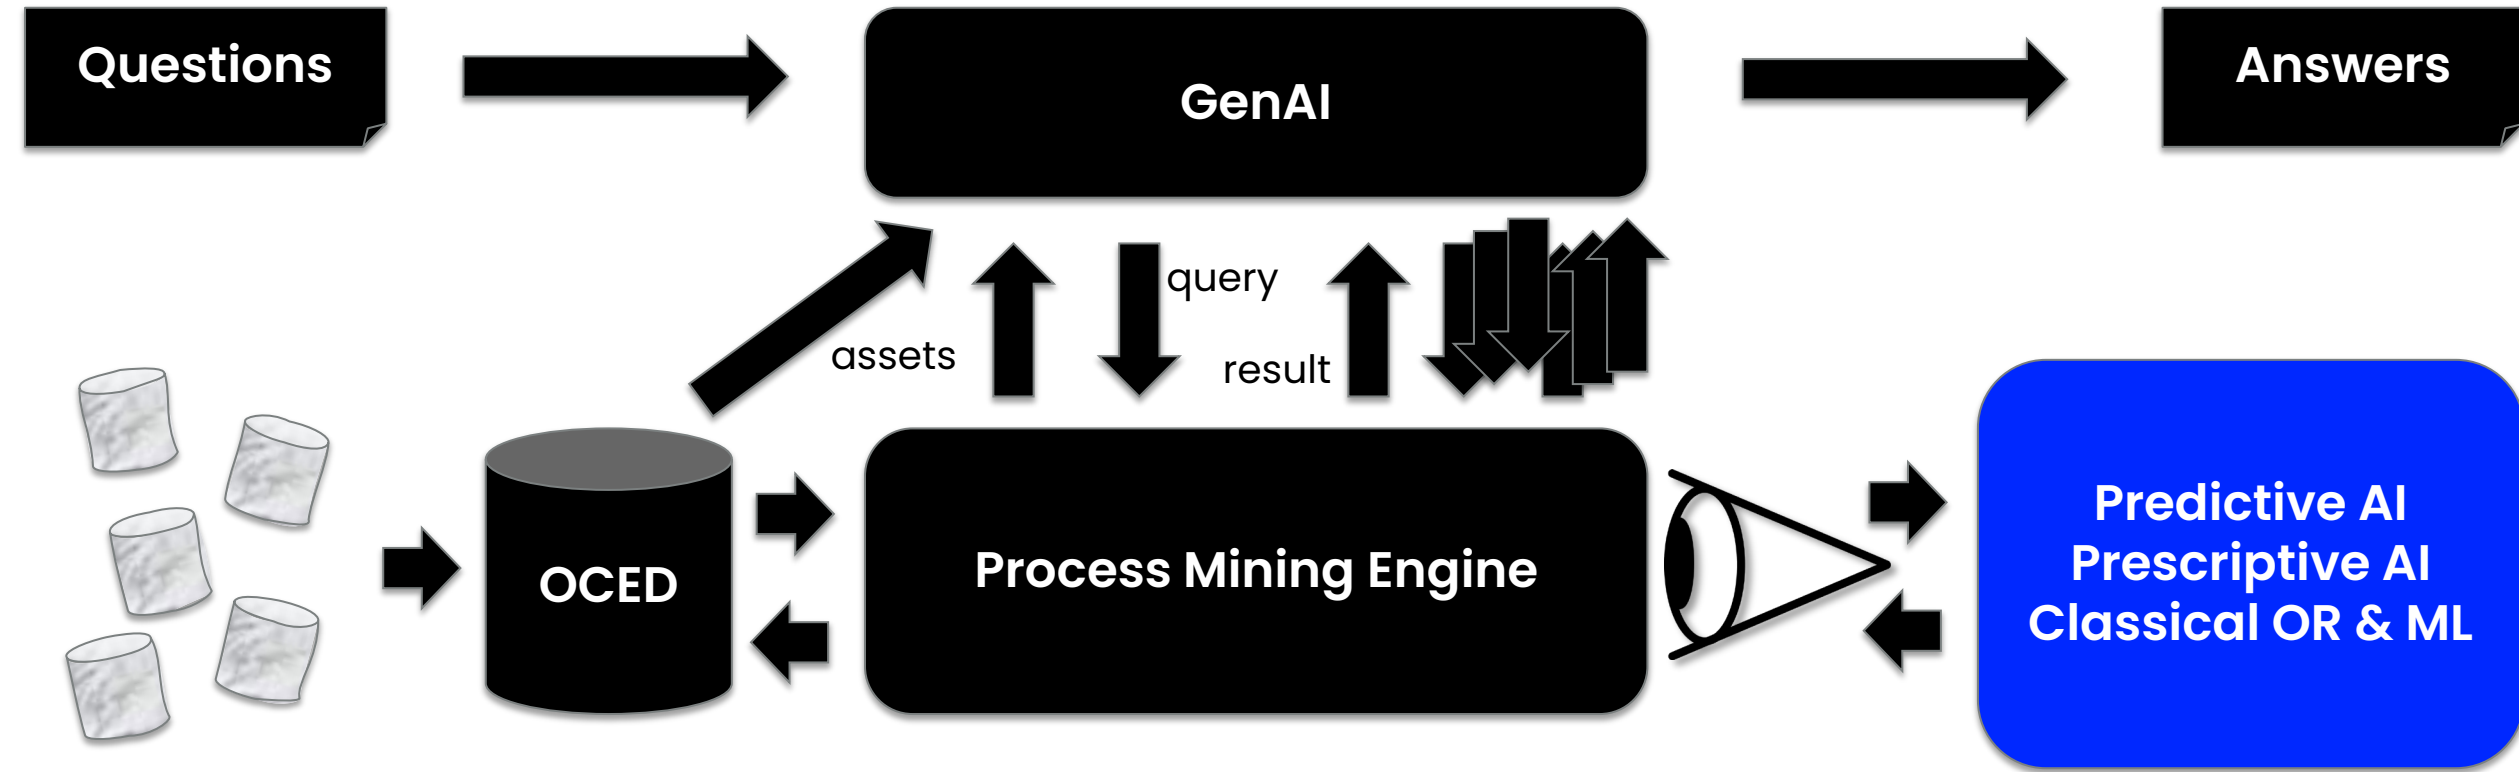 Questions
GenAI
Answers
query
assets
result
OCED
Process Mining Engine
Predictive AI
Prescriptive AI
Classical OR & ML